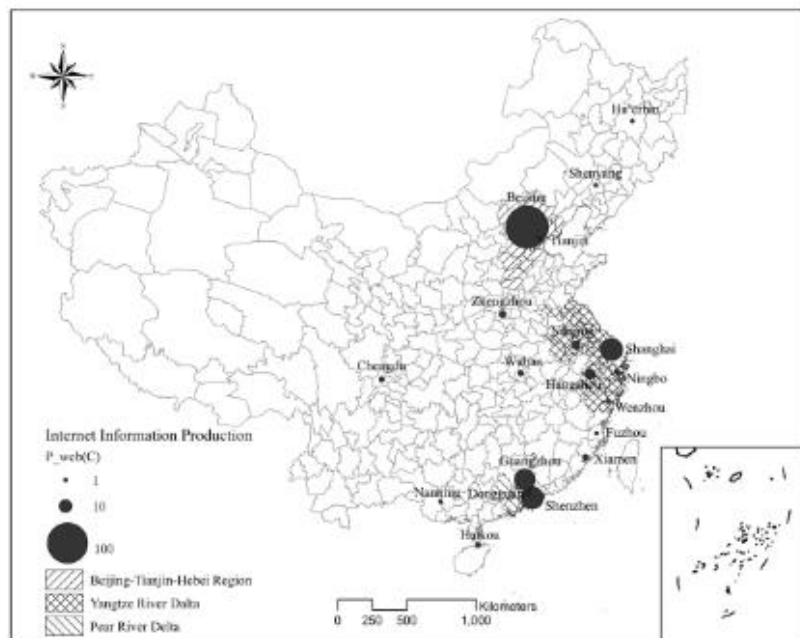 N
Ha'erbin
Shenyang
Beijing
Tianjin
Zhengzhou
Nanjing
Shanghai
Wuhan
Chengdu
Hangzhou
Ningbo
Wenzhou
Internet Information Production
P_web(C)
Fuzhou
Guangzhou
Xiamen
1
Nanning
Dongguan
10
Shenzhen
Haikou
100
Beijing-Tianjin-Hebei Region
Yangtze River Dalta
Pear River Delta
Kilometers
0 250 500 1,000